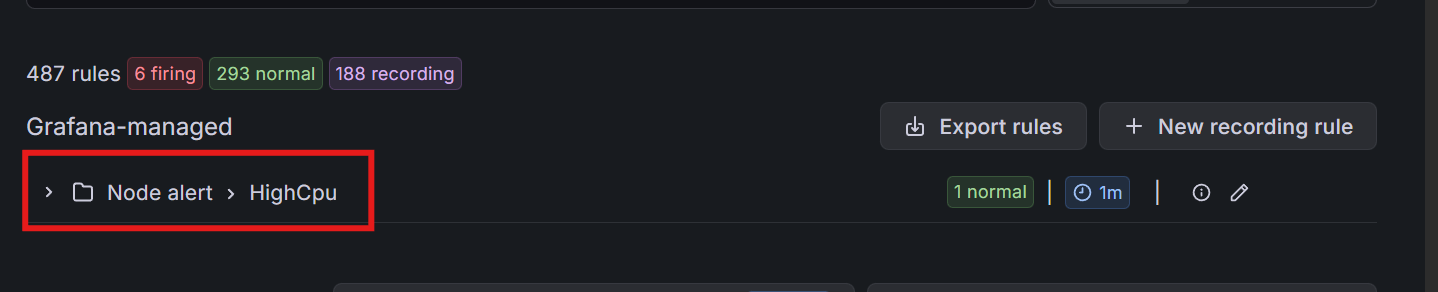 487 rules 6 firing 293 normal 188 recording
Grafana-managed Export rules + New recording rule
> Node alert > HighCpu 1 normal | 1m |